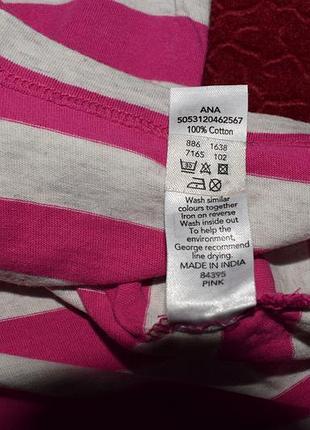 ANA
5053120462567
100% Cotton
886 1638
7165 102
Wash similar
colours together
Iron on reverse
Wash inside out
To help the
environment,
George recommend
line drying.
MADE IN INDIA
84395
PINK